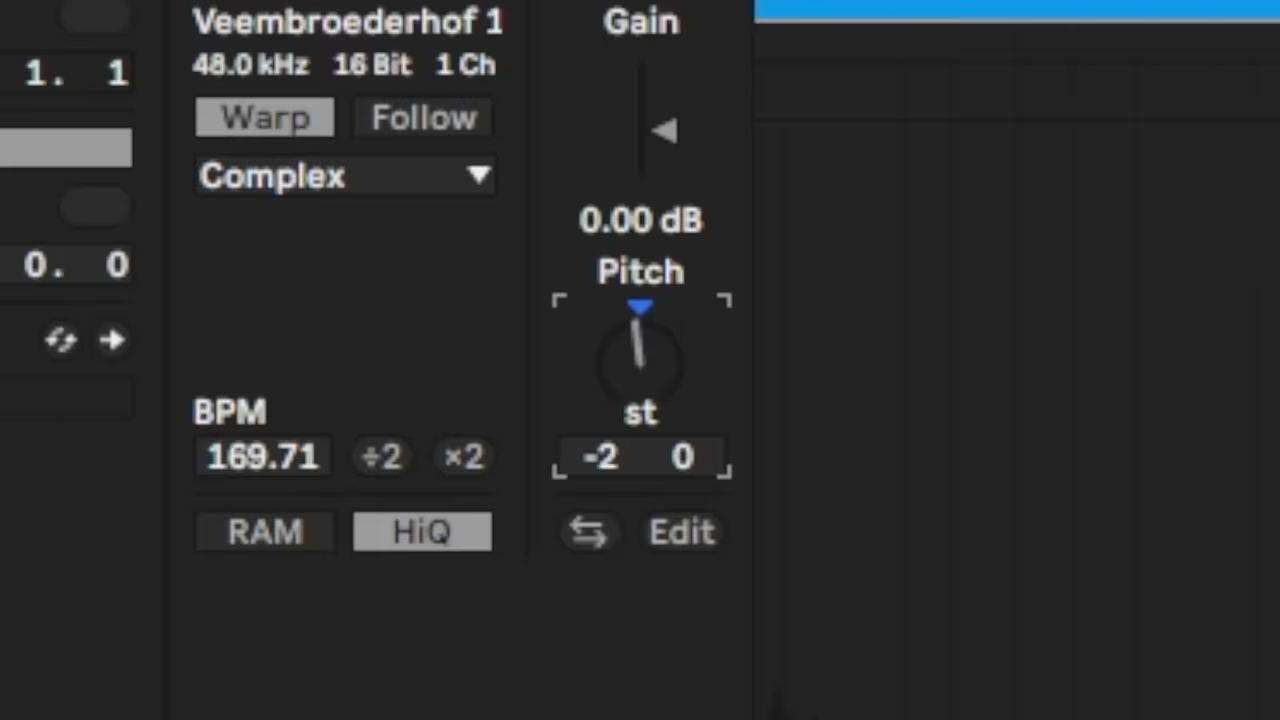 Veembroederhof 1
48.0 kHz 16 Bit 1 Ch
Warp Follow
Complex
BPM
169.71 ÷2 ×2
RAM HiQ
1. 1
0. 0
Gain
0.00 dB
Pitch
st
-2 0
Edit